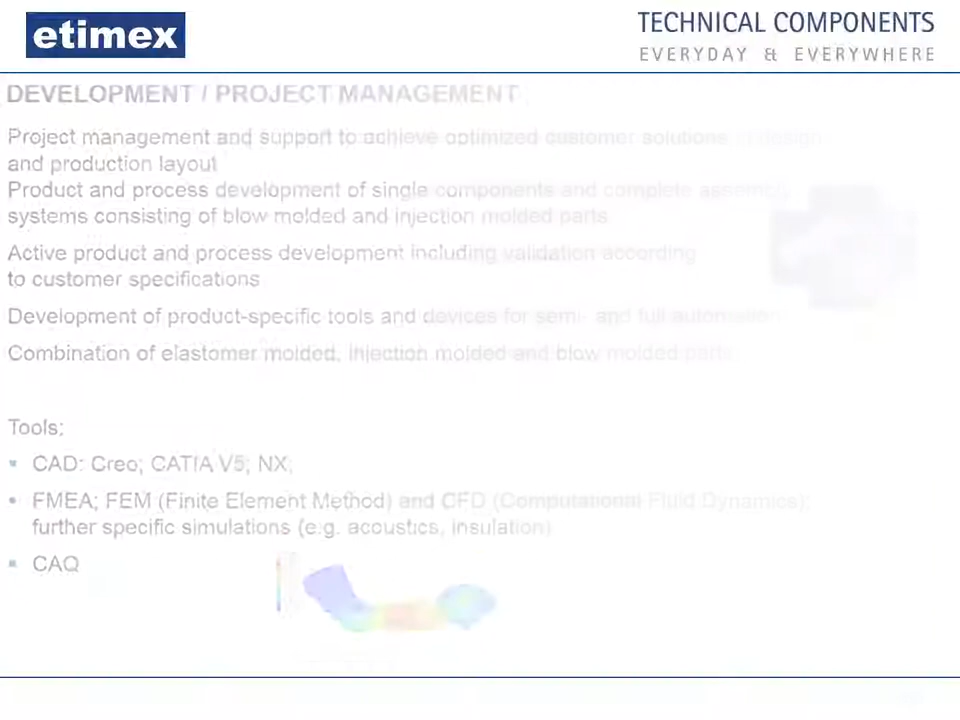 etimex
TECHNICAL COMPONENTS
EVERYDAY & EVERYWHERE
DEVELOPMENT / PROJECT MANAGEMENT
Project management and support to achieve optimized customer solutions in design
and production layout
Product and process development of single components and complete assembly
systems consisting of blow molded and injection molded parts
Active product and process development including validation according
to customer specifications
Development of product-specific tools and devices for semi- and full automation
Combination of elastomer molded, injection molded and blow molded parts
Tools:
▪ CAD: Creo; CATIA V5; NX;
▪ FMEA; FEM (Finite Element Method) and CFD (Computational Fluid Dynamics);
further specific simulations (e.g. acoustics, insulation)
▪ CAQ